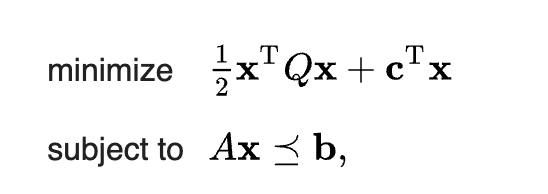 minimize ½xᵀQx + cᵀx
subject to Ax ⪯ b,